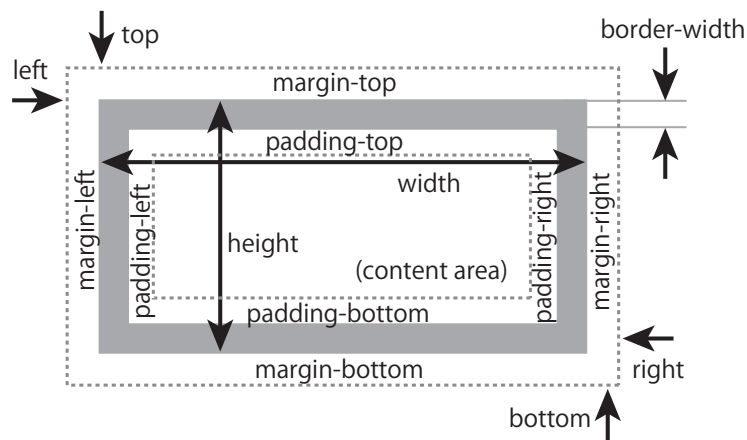 top
border-width
left
margin-top
padding-top
width
margin-left
padding-left
height
padding-right
margin-right
(content area)
padding-bottom
margin-bottom
right
bottom